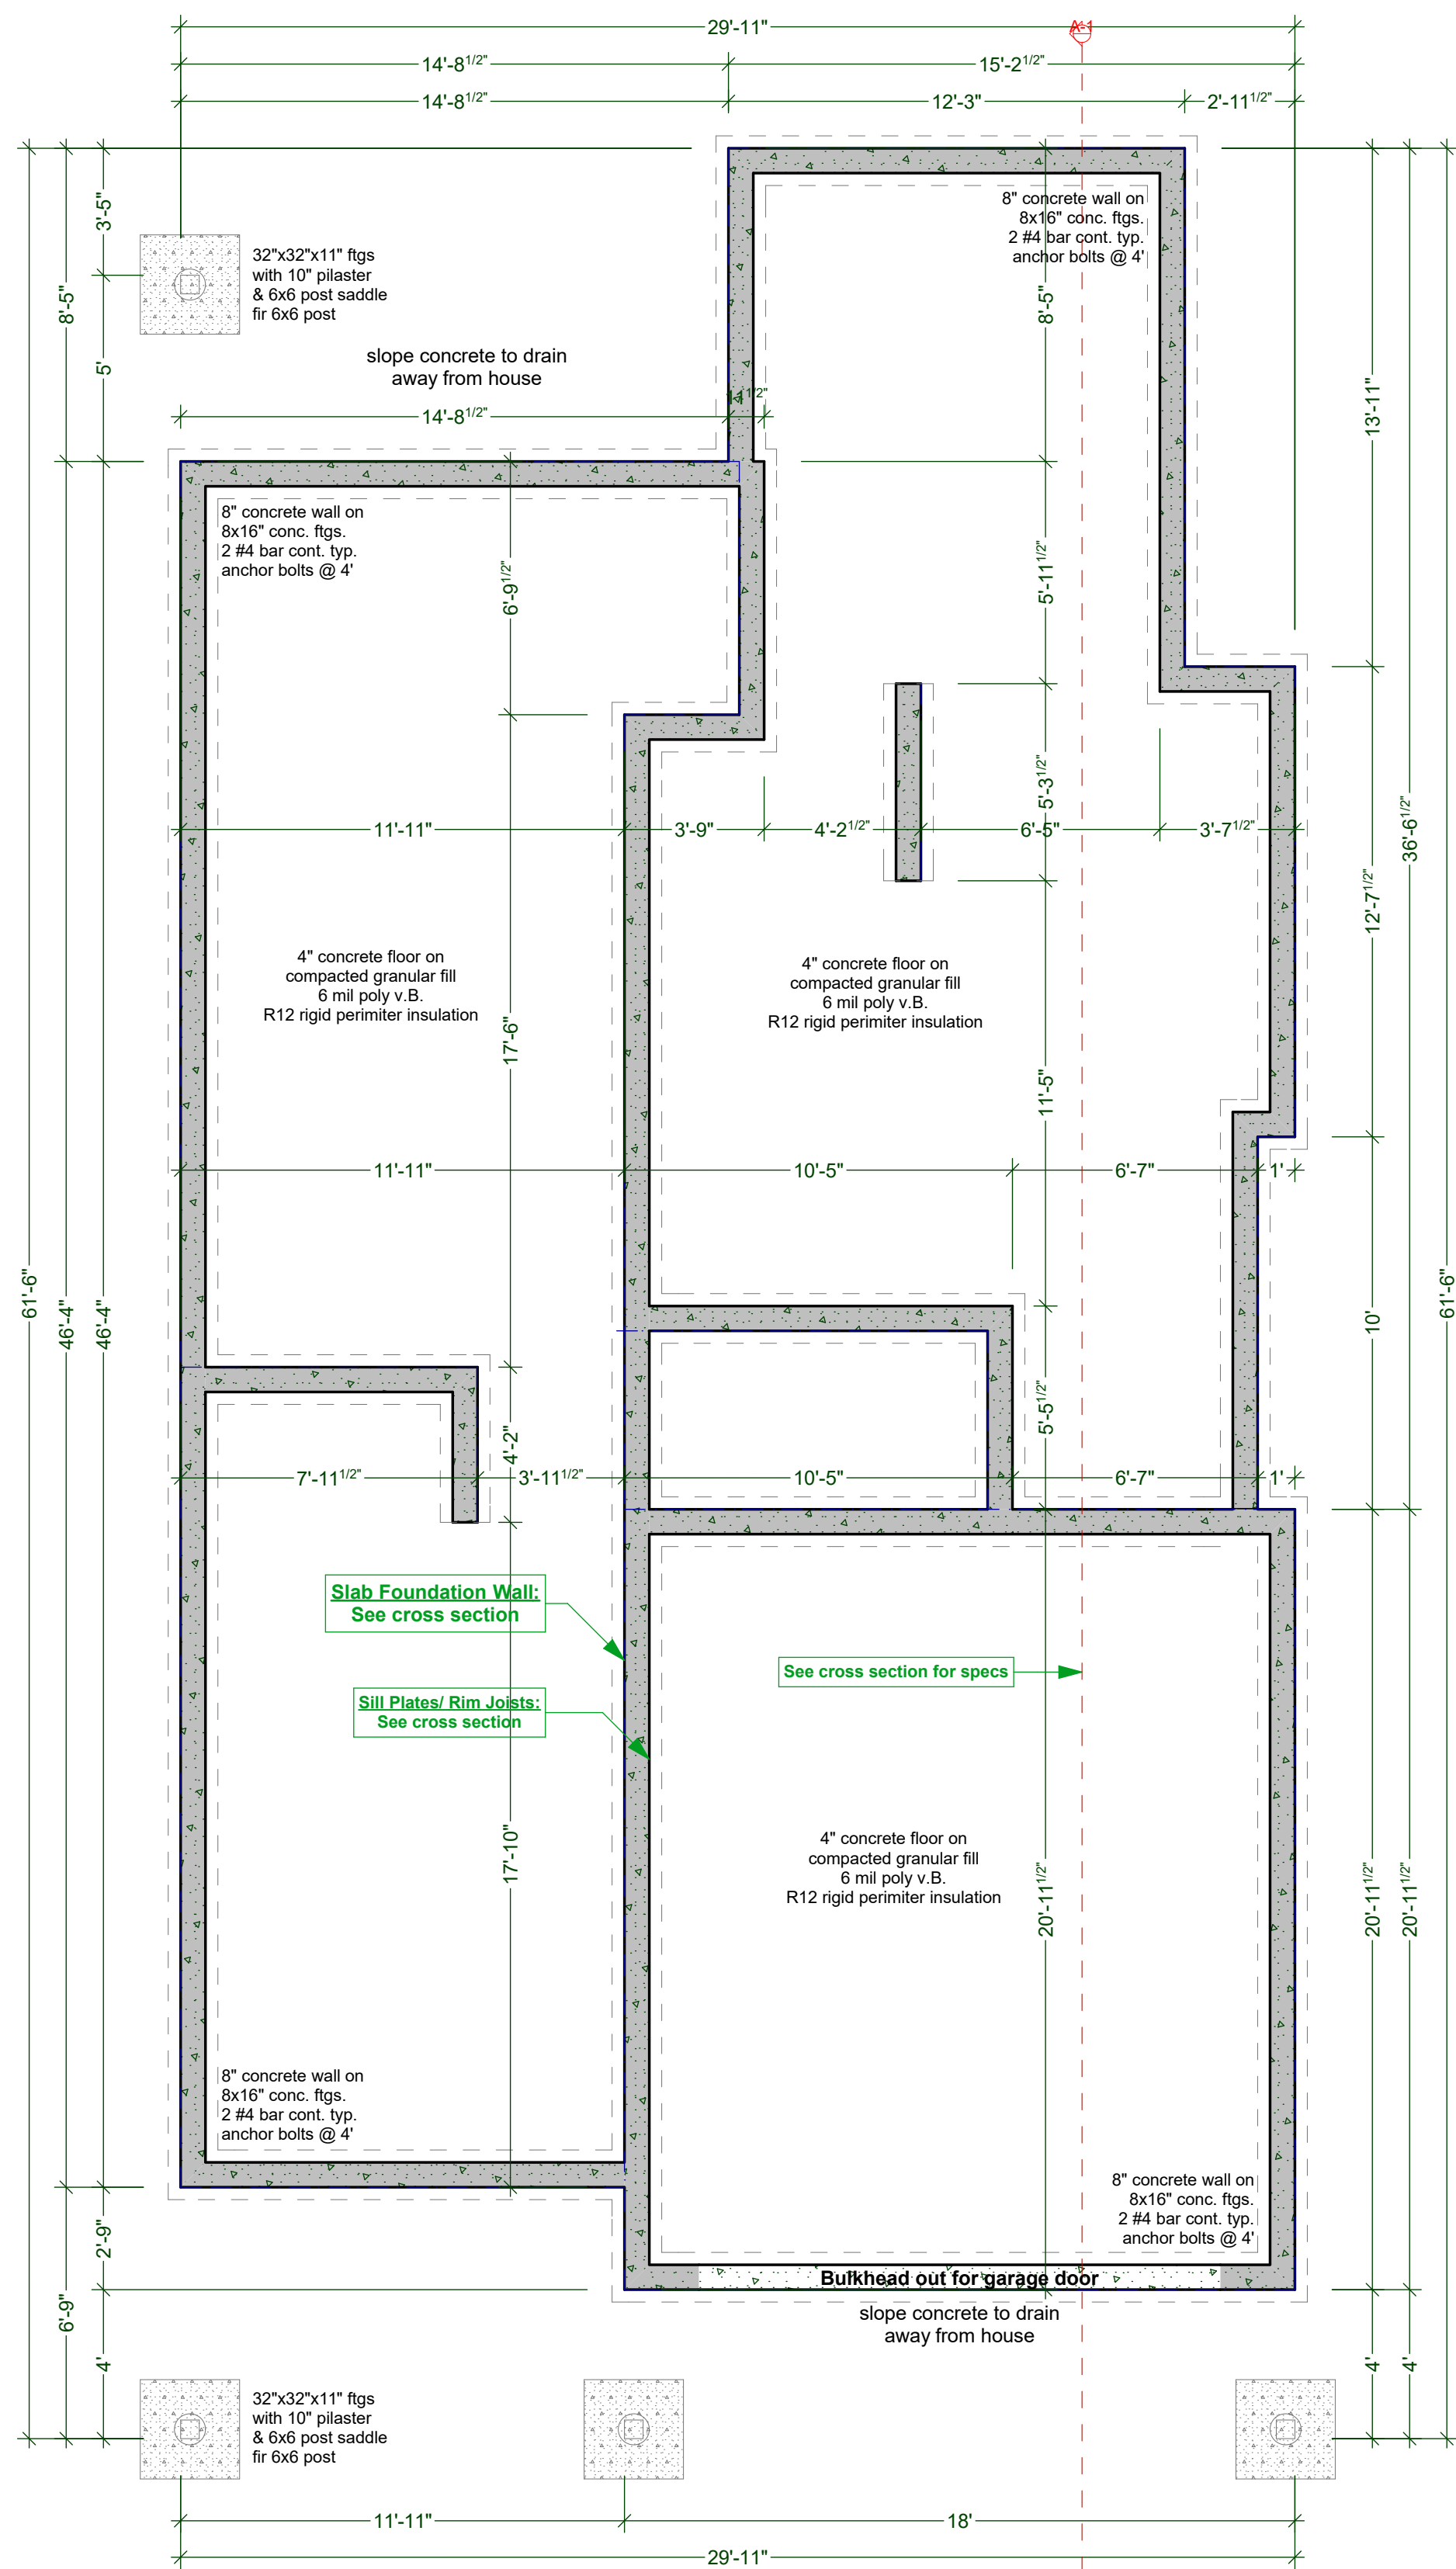 29'-11"
A-1
14'-8 1/2"
15'-2 1/2"
14'-8 1/2"
12'-3"
2'-11 1/2"
3'-5"
8'-5"
5'
32"x32"x11" ftgs
with 10" pilaster
& 6x6 post saddle
fir 6x6 post
slope concrete to drain
away from house
14'-8 1/2"
11 1/2"
8" concrete wall on
8x16" conc. ftgs.
2 #4 bar cont. typ.
anchor bolts @ 4'
8'-5"
13'-11"
8" concrete wall on
8x16" conc. ftgs.
2 #4 bar cont. typ.
anchor bolts @ 4'
6'-9 1/2"
5'-11 1/2"
5'-3 1/2"
36'-6 1/2"
12'-7 1/2"
11'-11"
3'-9"
4'-2 1/2"
6'-5"
3'-7 1/2"
4" concrete floor on
compacted granular fill
6 mil poly v.B.
R12 rigid perimiter insulation
4" concrete floor on
compacted granular fill
6 mil poly v.B.
R12 rigid perimiter insulation
17'-6"
11'-5"
11'-11"
10'-5"
6'-7"
1'
61'-6"
46'-4"
46'-4"
10'
61'-6"
4'-2"
5'-5 1/2"
7'-11 1/2"
3'-11 1/2"
10'-5"
6'-7"
1'
Slab Foundation Wall:
See cross section
See cross section for specs
Sill Plates/ Rim Joists:
See cross section
17'-10"
4" concrete floor on
compacted granular fill
6 mil poly v.B.
R12 rigid perimiter insulation
20'-11 1/2"
20'-11 1/2"
20'-11 1/2"
8" concrete wall on
8x16" conc. ftgs.
2 #4 bar cont. typ.
anchor bolts @ 4'
8" concrete wall on
8x16" conc. ftgs.
2 #4 bar cont. typ.
anchor bolts @ 4'
2'-9"
6'-9"
4'
Bulkhead out for garage door
slope concrete to drain
away from house
4'
4'
32"x32"x11" ftgs
with 10" pilaster
& 6x6 post saddle
fir 6x6 post
11'-11"
18'
29'-11"